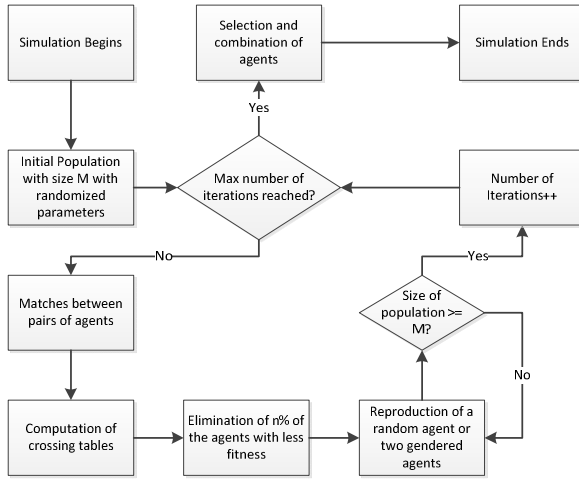 Simulation Begins
Selection and
combination of
agents
Simulation Ends
Yes
Initial Population
with size M with
randomized
parameters
Max number of
iterations reached?
Number of
Iterations++
No
Yes
Matches between
pairs of agents
Size of
population >=
M?
No
Computation of
crossing tables
Elimination of n% of
the agents with less
fitness
Reproduction of a
random agent or
two gendered
agents